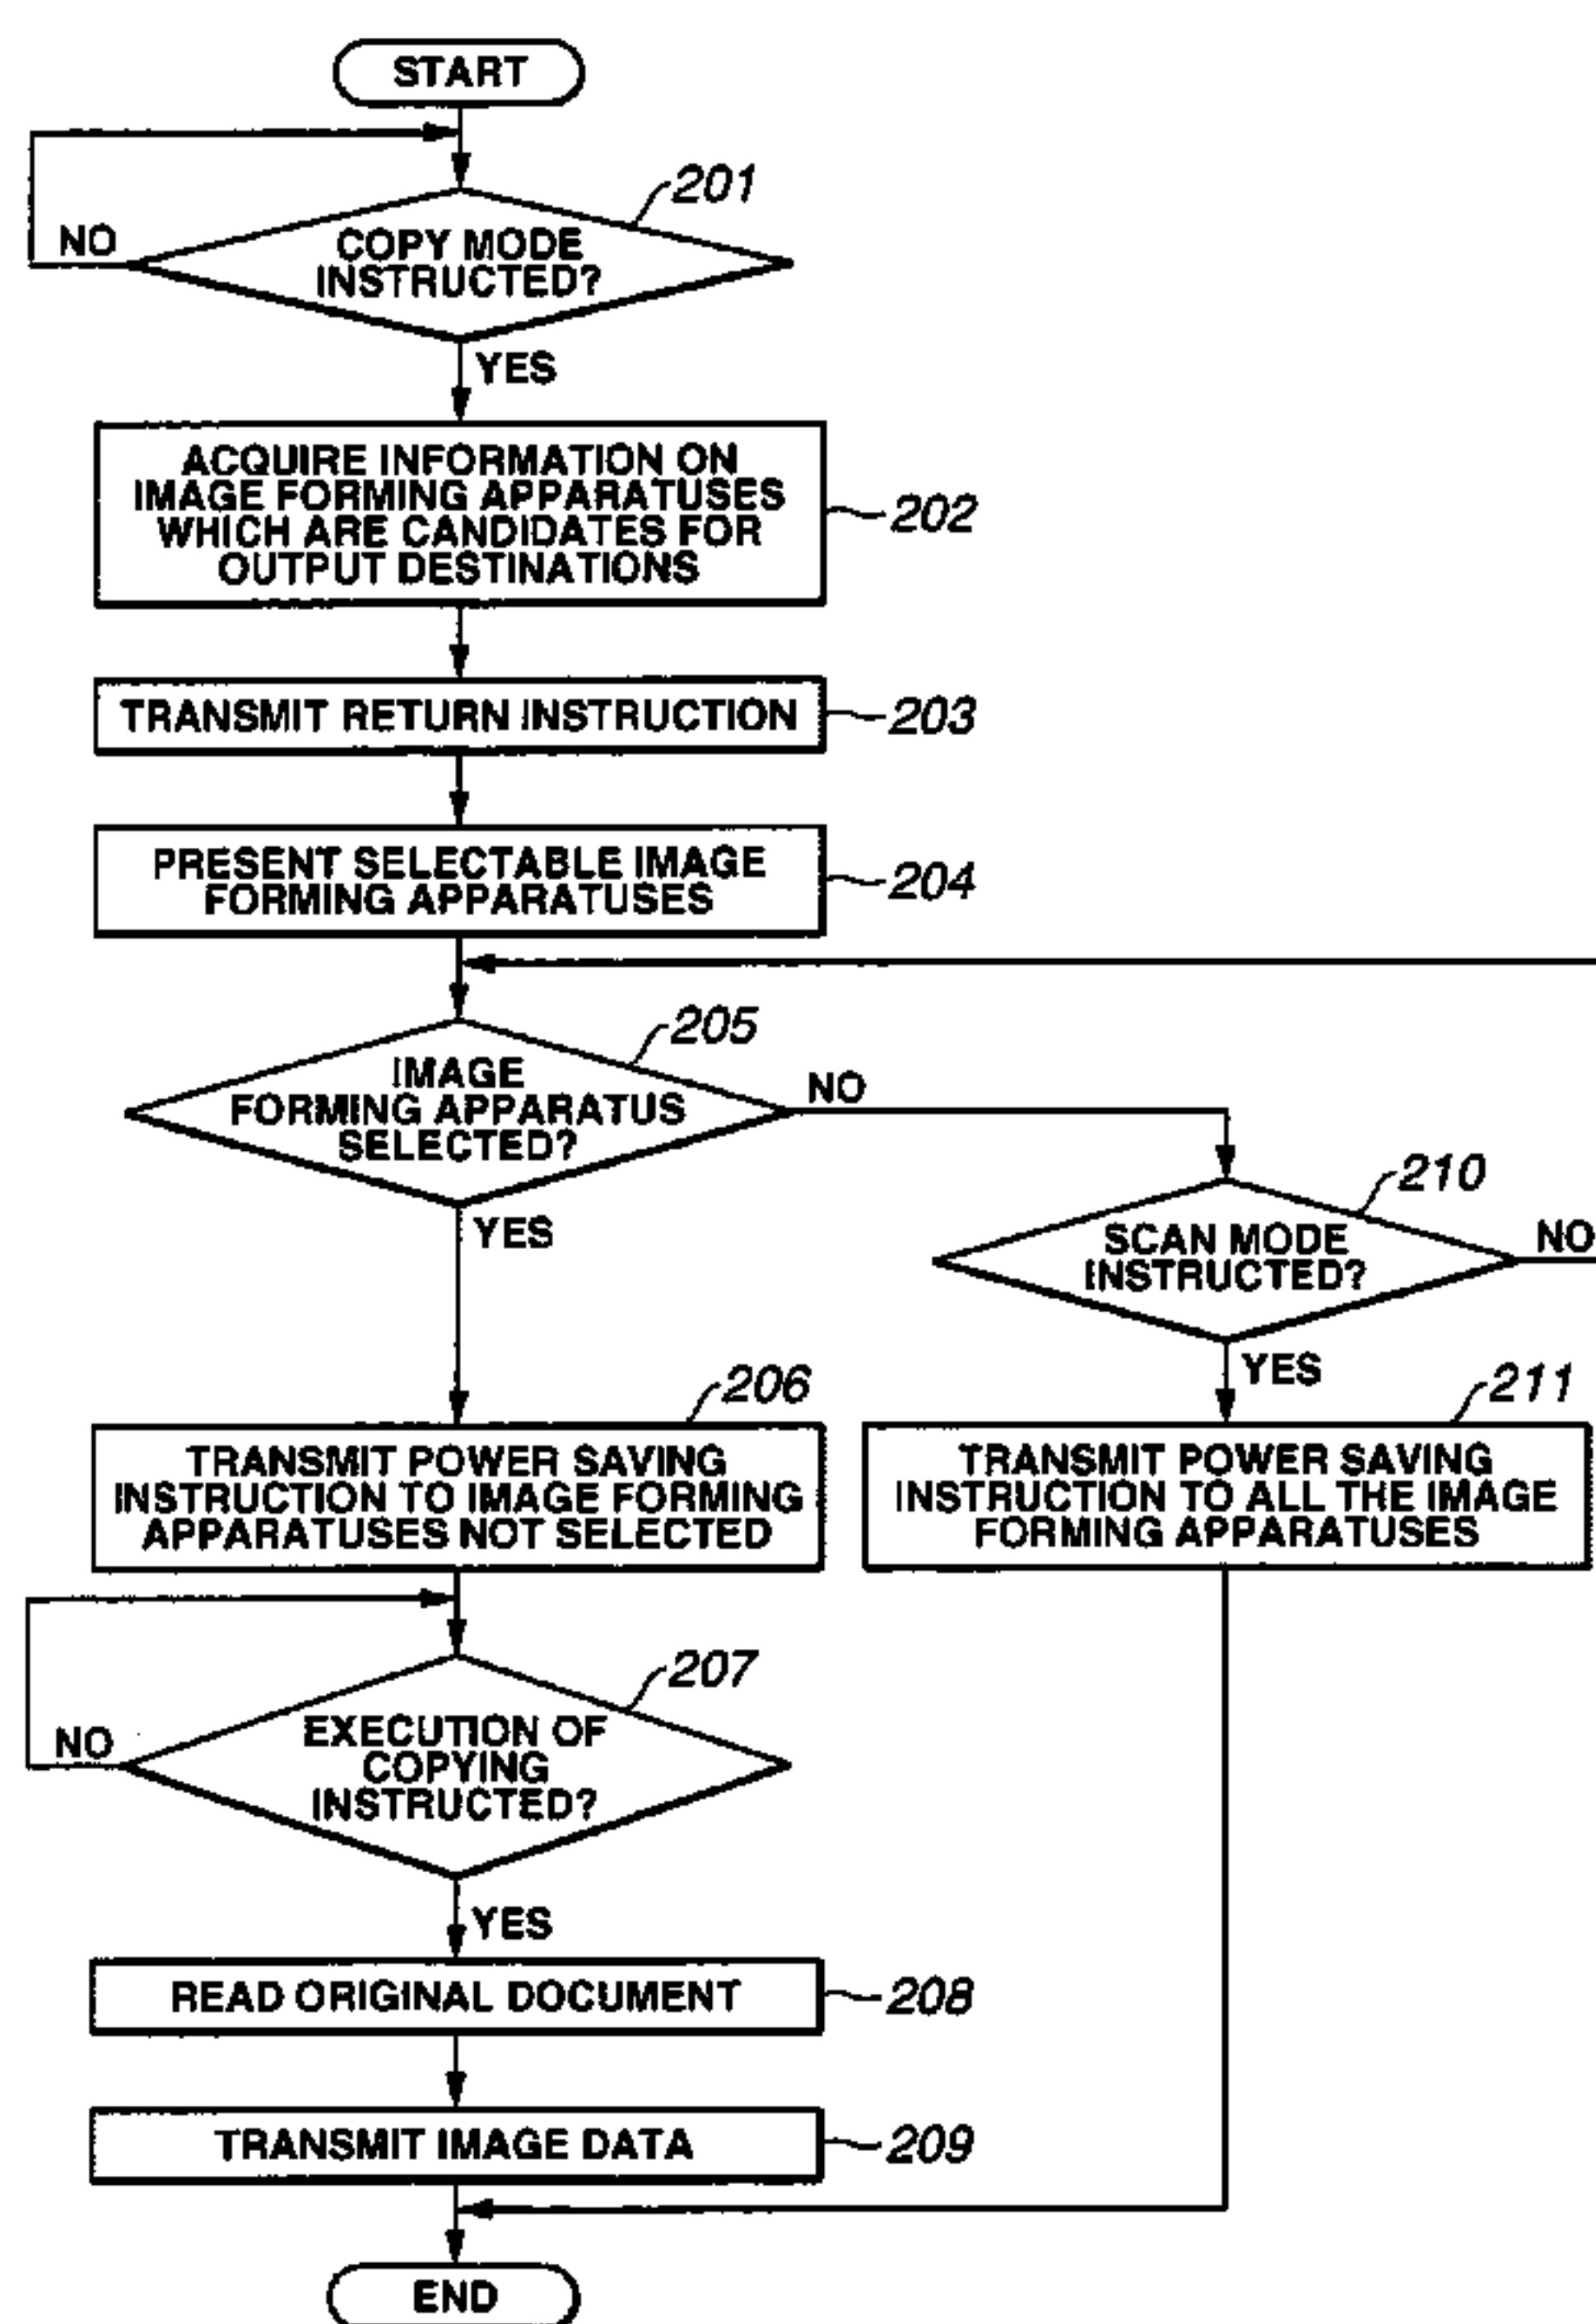 START
201
NO
COPY MODE
INSTRUCTED?
YES
ACQUIRE INFORMATION ON
IMAGE FORMING APPARATUSES
WHICH ARE CANDIDATES FOR
OUTPUT DESTINATIONS
202
TRANSMIT RETURN INSTRUCTION
203
PRESENT SELECTABLE IMAGE
FORMING APPARATUSES
204
205
IMAGE
FORMING APPARATUS
SELECTED?
NO
YES
210
SCAN MODE
INSTRUCTED?
NO
YES
206
TRANSMIT POWER SAVING
INSTRUCTION TO IMAGE FORMING
APPARATUSES NOT SELECTED
211
TRANSMIT POWER SAVING
INSTRUCTION TO ALL THE IMAGE
FORMING APPARATUSES
207
NO
EXECUTION OF
COPYING
INSTRUCTED?
YES
READ ORIGINAL DOCUMENT
208
TRANSMIT IMAGE DATA
209
END